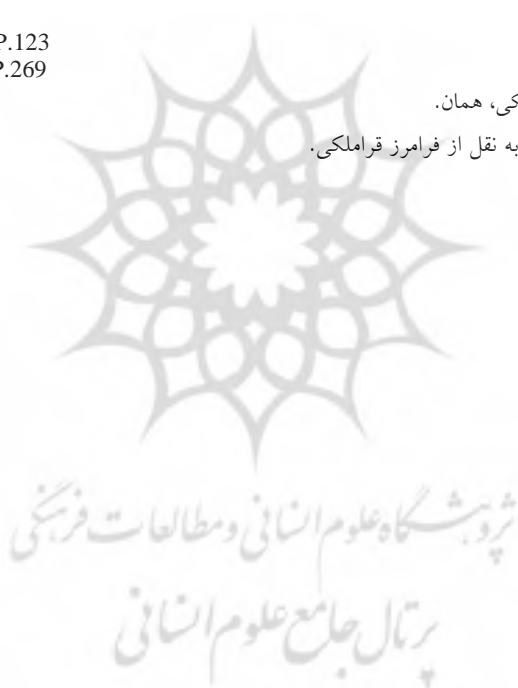 P.123
P.269
کی، همان.
به نقل از فرامرز قراملکی.
پژوهشگاه علوم انسانی و مطالعات فرهنگی
پرتال جامع علوم انسانی